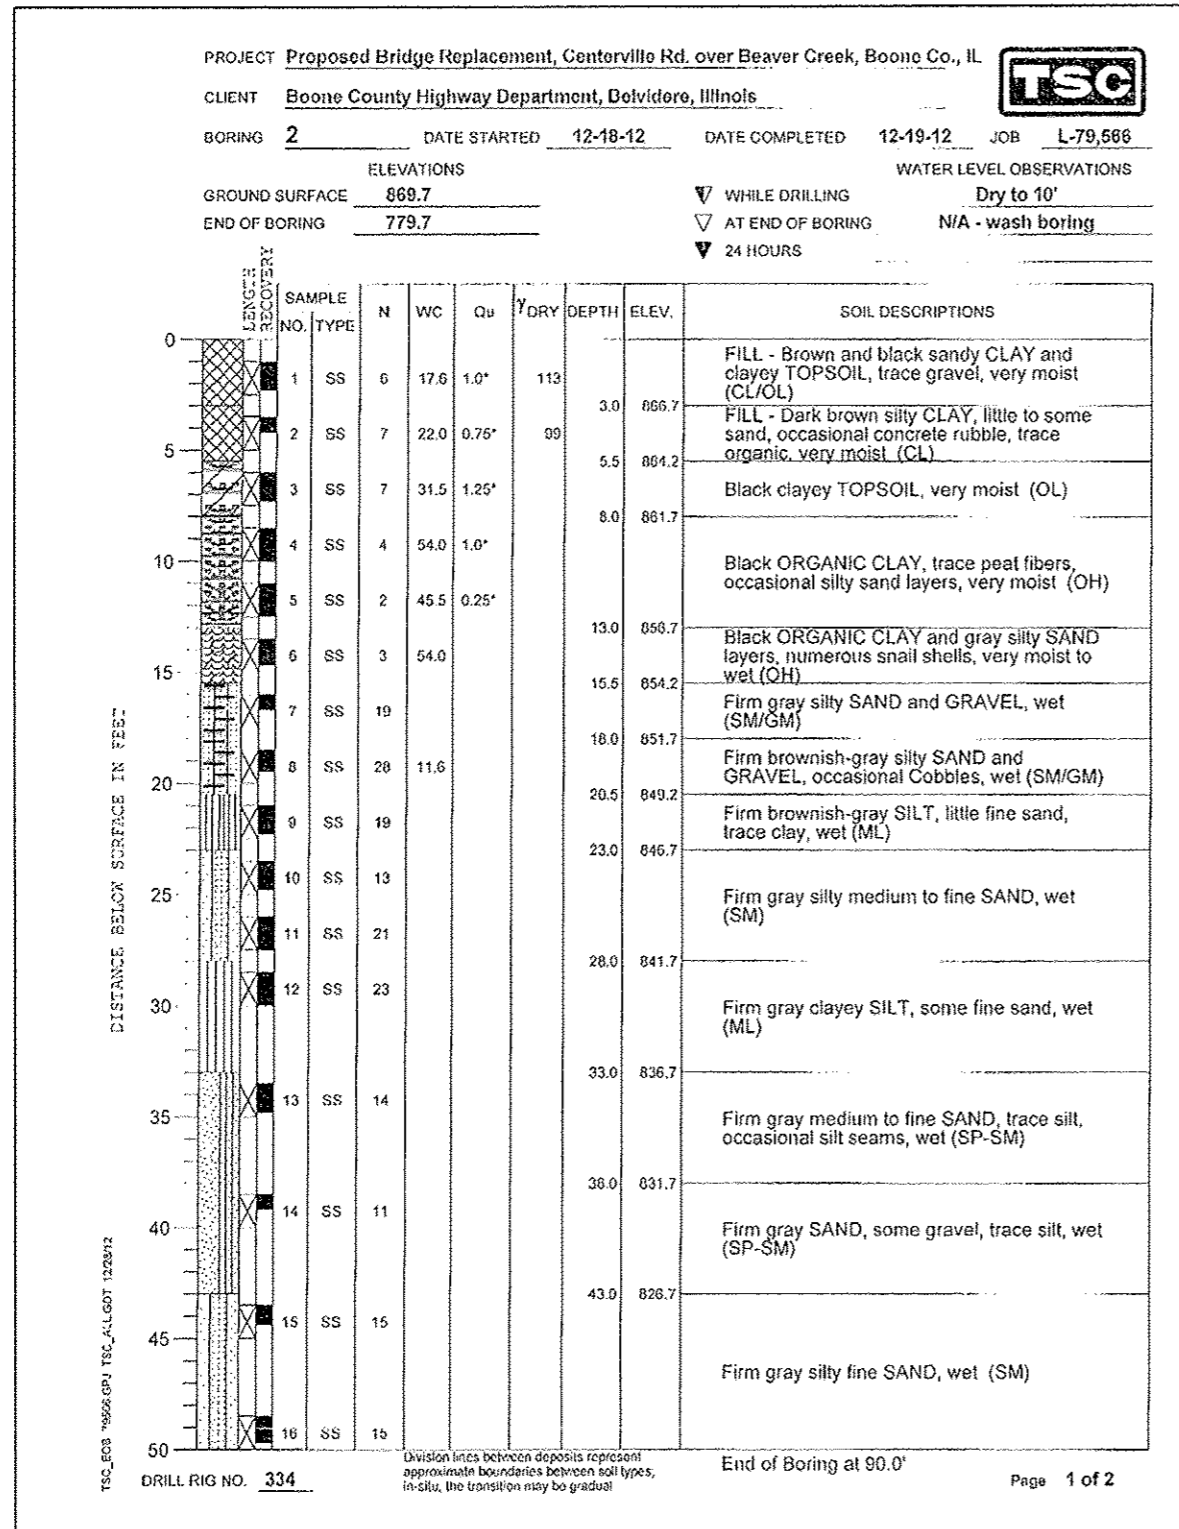 PROJECT Proposed Bridge Replacement, Centerville Rd. over Beaver Creek, Boone Co., IL
TSC
CLIENT Boone County Highway Department, Belvidere, Illinois
BORING 2 DATE STARTED 12-18-12 DATE COMPLETED 12-19-12 JOB L-79,566
ELEVATIONS WATER LEVEL OBSERVATIONS
GROUND SURFACE 869.7 WHILE DRILLING Dry to 10'
END OF BORING 779.7 AT END OF BORING N/A - wash boring
24 HOURS
LENGTH RECOVERY SAMPLE NO. TYPE N WC Qu γDRY DEPTH ELEV. SOIL DESCRIPTIONS
0
FILL - Brown and black sandy CLAY and
1 SS 6 17.6 1.0* 113 clayey TOPSOIL, trace gravel, very moist
(CL/OL)
3.0 866.7
FILL - Dark brown silty CLAY, little to some
2 SS 7 22.0 0.75* 99 sand, occasional concrete rubble, trace
5 organic, very moist (CL)
5.5 864.2
3 SS 7 31.5 1.25* Black clayey TOPSOIL, very moist (OL)
8.0 861.7
4 SS 4 54.0 1.0*
10 Black ORGANIC CLAY, trace peat fibers,
occasional silty sand layers, very moist (OH)
5 SS 2 45.5 0.25*
13.0 856.7
Black ORGANIC CLAY and gray silty SAND
6 SS 3 54.0 layers, numerous snail shells, very moist to
15 wet (OH)
15.5 854.2
Firm gray silty SAND and GRAVEL, wet
7 SS 19 (SM/GM)
18.0 851.7
Firm brownish-gray silty SAND and
8 SS 28 11.6 GRAVEL, occasional Cobbles, wet (SM/GM)
20
20.5 849.2
Firm brownish-gray SILT, little fine sand,
9 SS 19 trace clay, wet (ML)
23.0 846.7
10 SS 13
25 Firm gray silty medium to fine SAND, wet
(SM)
11 SS 21
28.0 841.7
12 SS 23
30 Firm gray clayey SILT, some fine sand, wet
(ML)
33.0 836.7
13 SS 14
35 Firm gray medium to fine SAND, trace silt,
occasional silt seams, wet (SP-SM)
38.0 831.7
14 SS 11
40 Firm gray SAND, some gravel, trace silt, wet
(SP-SM)
43.0 826.7
15 SS 15
45
Firm gray silty fine SAND, wet (SM)
16 SS 15
50
DISTANCE BELOW SURFACE IN FEET
TSC_EOB TSC_ALL.GDT 12/28/12
Division lines between deposits represent
approximate boundaries between soil types;
in-situ, the transition may be gradual
End of Boring at 90.0'
DRILL RIG NO. 334 Page 1 of 2